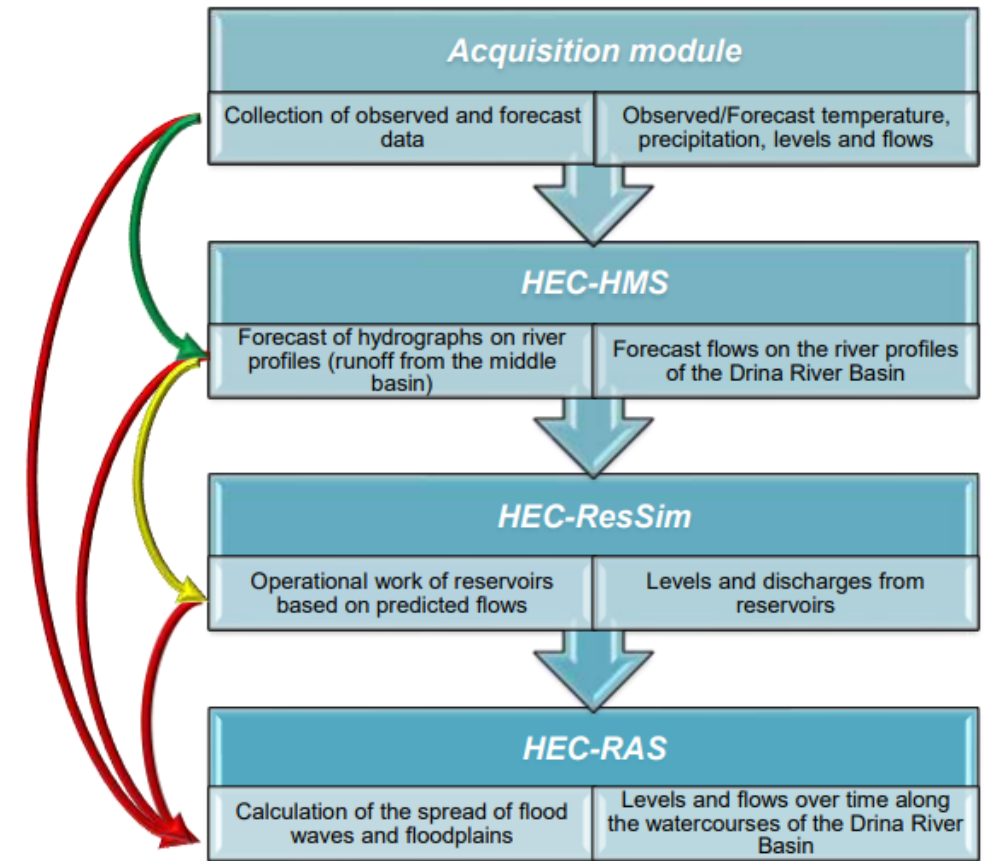 Acquisition module
Collection of observed and forecast
data
Observed/Forecast temperature,
precipitation, levels and flows
HEC-HMS
Forecast of hydrographs on river
profiles (runoff from the middle
basin)
Forecast flows on the river profiles
of the Drina River Basin
HEC-ResSim
Operational work of reservoirs
based on predicted flows
Levels and discharges from
reservoirs
HEC-RAS
Calculation of the spread of flood
waves and floodplains
Levels and flows over time along
the watercourses of the Drina River
Basin